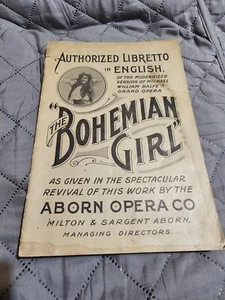 AUTHORIZED LIBRETTO
IN ENGLISH,
OF THE MODERNIZED
VERSION OF MICHAEL
WILLIAM BALFE'S
GRAND OPERA
"THE
BOHEMIAN
GIRL"
AS GIVEN IN THE SPECTACULAR
REVIVAL OF THIS WORK BY THE
ABORN OPERA CO
MILTON & SARGENT ABORN,
MANAGING DIRECTORS